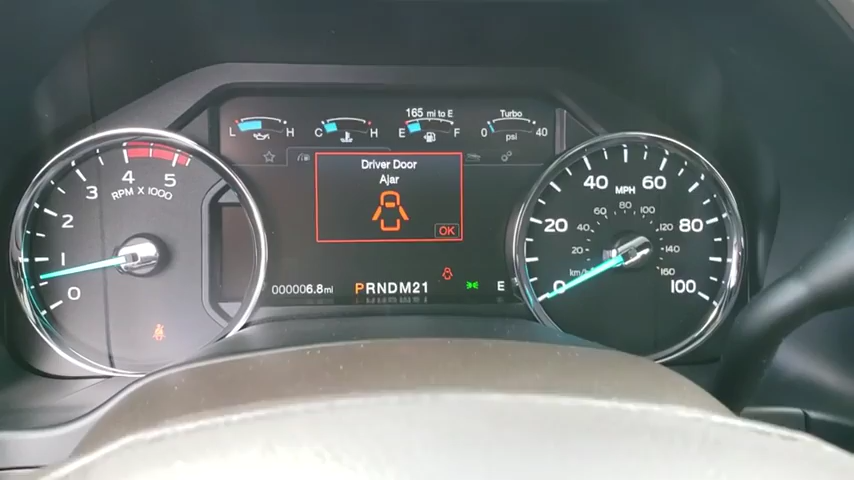 165 mi to E
Turbo
L H
C H
E F
0 40
psi
Driver Door
Ajar
OK
000006.8mi
PRNDM21
E
0
1
2
3
4
5
RPM X 1000
0
20
40
60
80
100
MPH
20
40
60
80
100
120
140
160
km/h